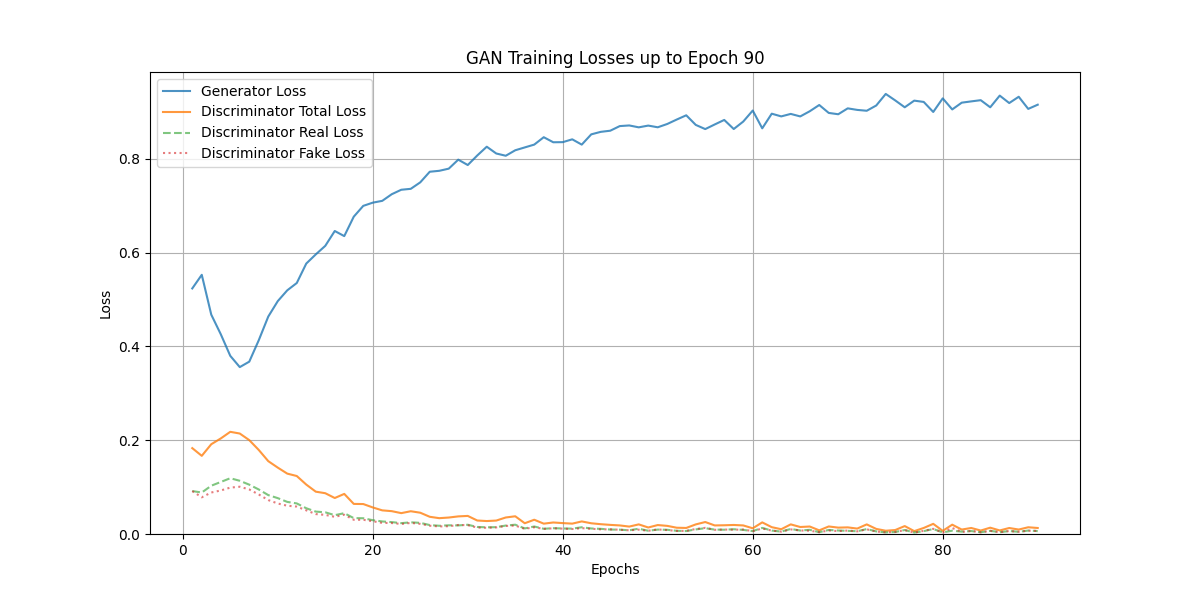 GAN Training Losses up to Epoch 90
Generator Loss
Discriminator Total Loss
Discriminator Real Loss
Discriminator Fake Loss
Loss
0.8
0.6
0.4
0.2
0.0
0 20 40 60 80
Epochs